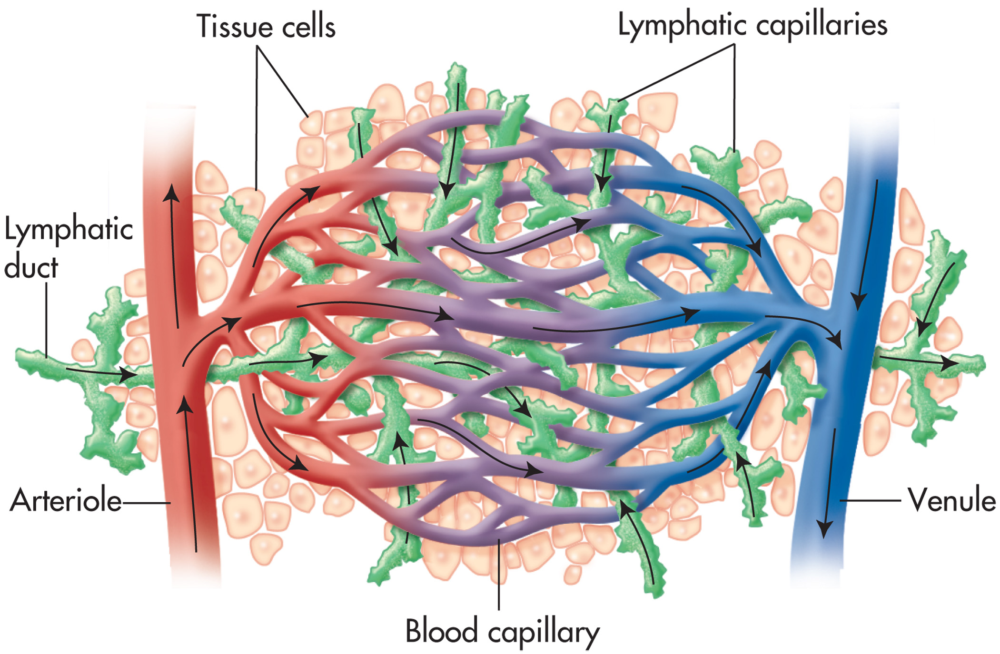 Tissue cells
Lymphatic capillaries
Lymphatic
duct
Arteriole
Venule
Blood capillary